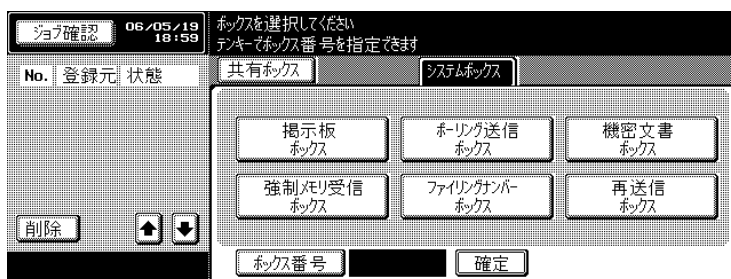 ジョブ確認
06/05/19
18:59
ボックスを選択してください
テンキーでボックス番号を指定できます
No. 登録元 状態
共有ボックス
システムボックス
掲示板
ボックス
ポーリング送信
ボックス
機密文書
ボックス
強制メモリ受信
ボックス
ファイリングナンバー
ボックス
再送信
ボックス
削除
ボックス番号
確定